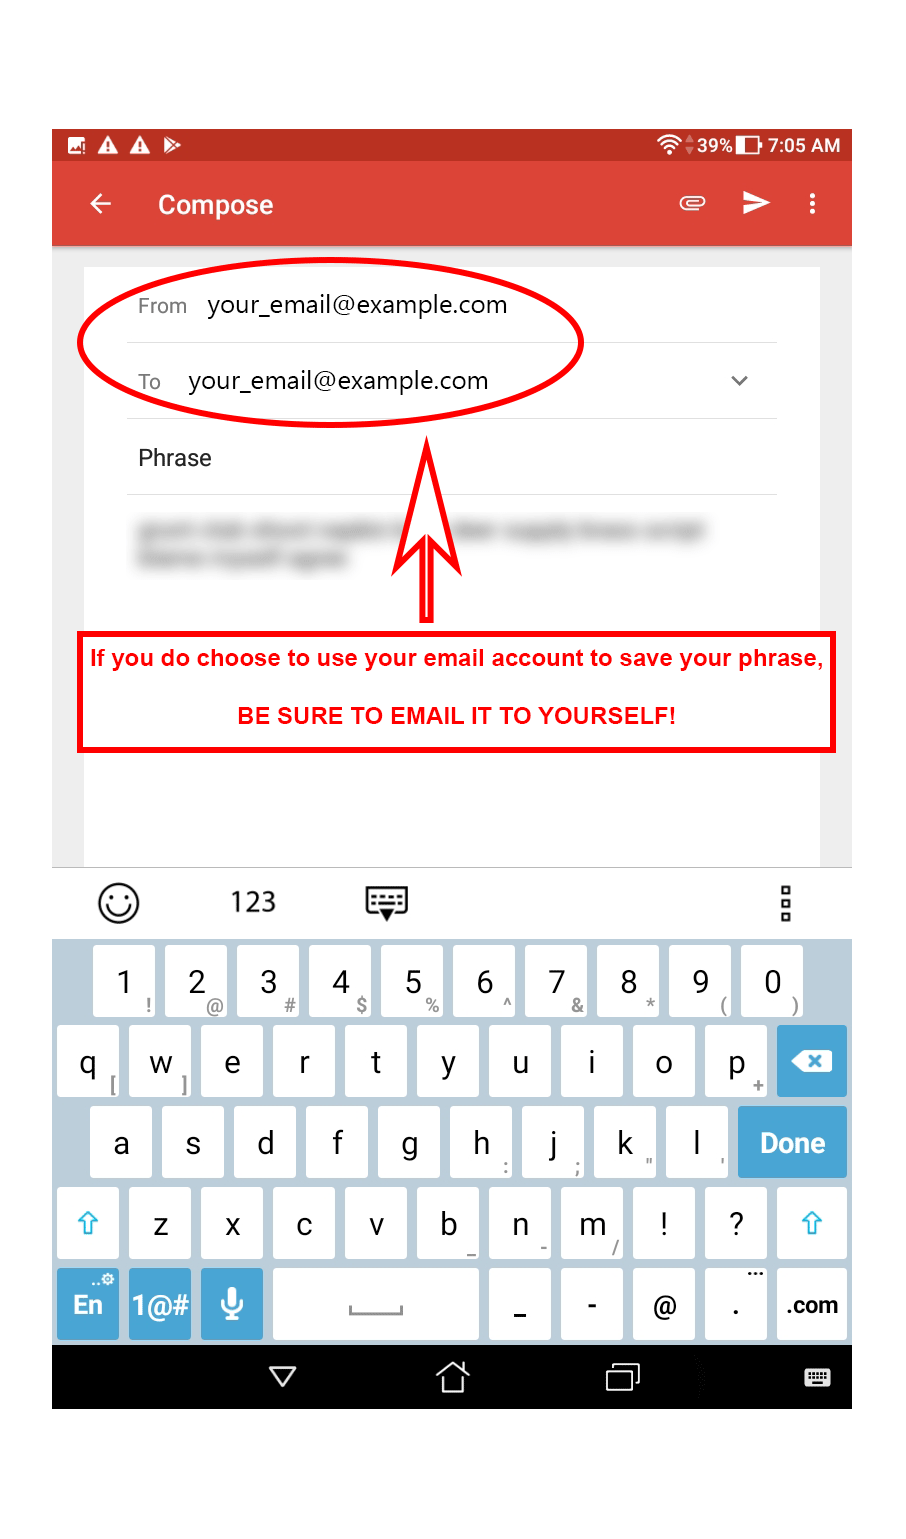 39% 7:05 AM
Compose
From your_email@example.com
To your_email@example.com
Phrase
If you do choose to use your email account to save your phrase,
BE SURE TO EMAIL IT TO YOURSELF!
123
1 ! 2 @ 3 # 4 $ 5 % 6 ^ 7 & 8 * 9 ( 0 )
q [ w ] e r t y u i o p +
a s d f g h : j ; k " l ' Done
z x c v b _ n - m / ! ?
En 1@# _ - @ . ... .com